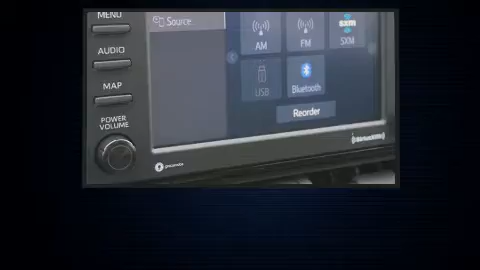 MENU
Source
AUDIO
AM
FM
SXM
MAP
USB
Bluetooth
POWER
VOLUME
Reorder